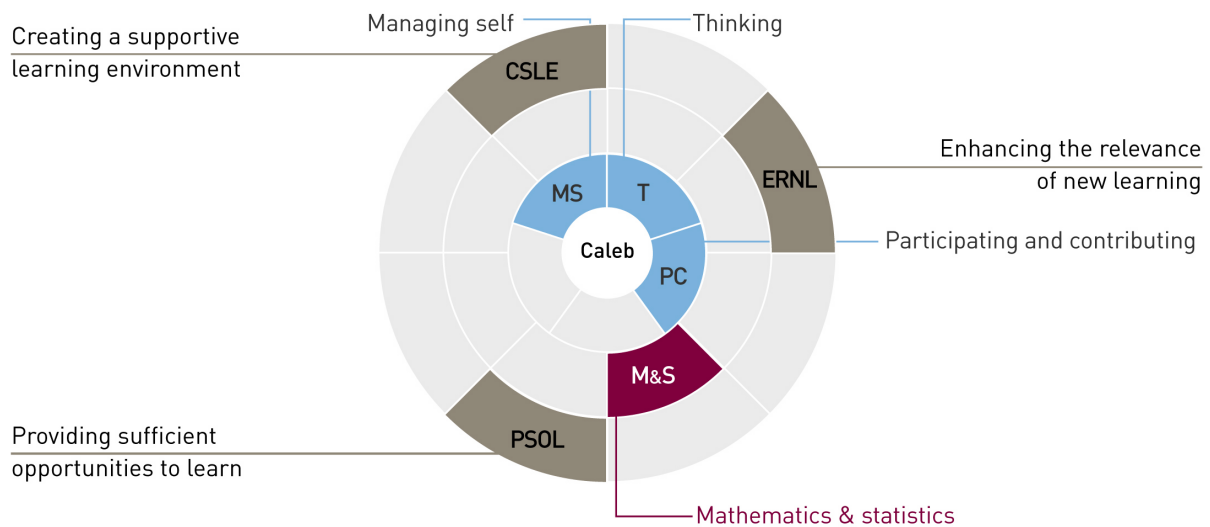 Managing self
Thinking
Creating a supportive
learning environment
CSLE
Enhancing the relevance
of new learning
ERNL
MS
T
Participating and contributing
Caleb
PC
M&S
Providing sufficient
opportunities to learn
PSOL
Mathematics & statistics